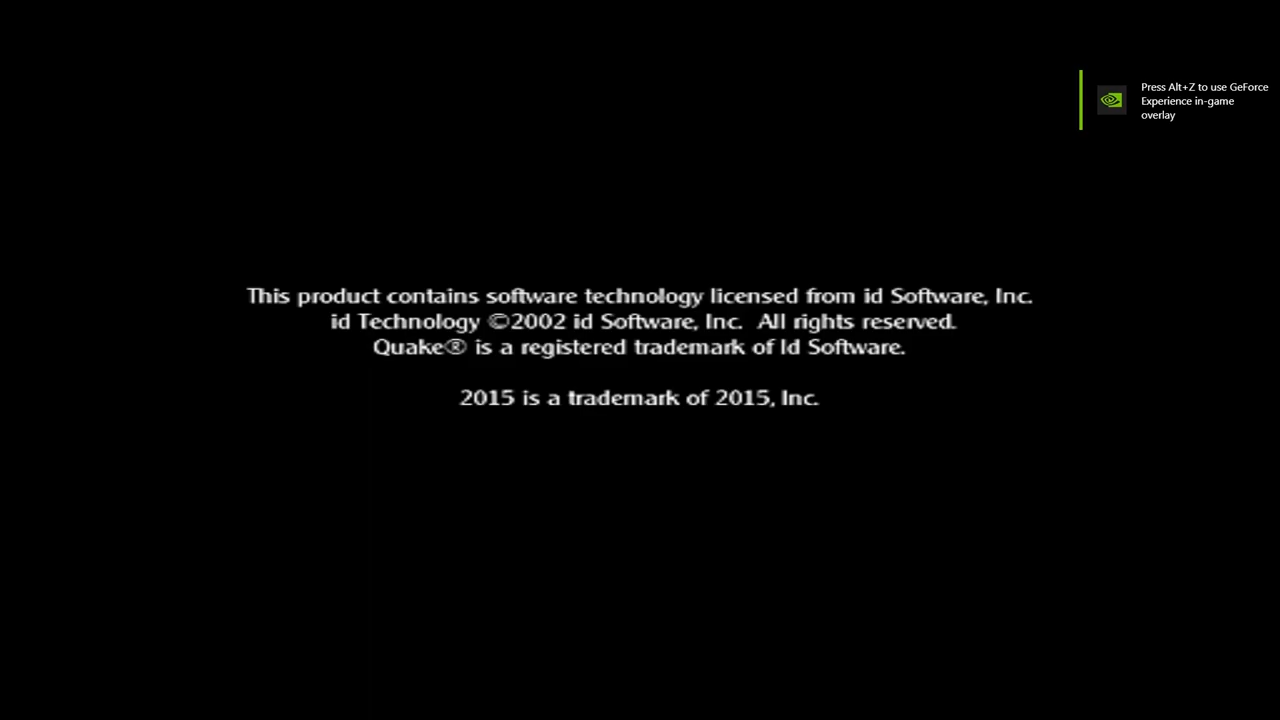 Press Alt+Z to use GeForce
Experience in-game
overlay
This product contains software technology licensed from id Software, Inc.
id Technology ©2002 id Software, Inc.  All rights reserved.
Quake® is a registered trademark of Id Software.
2015 is a trademark of 2015, Inc.